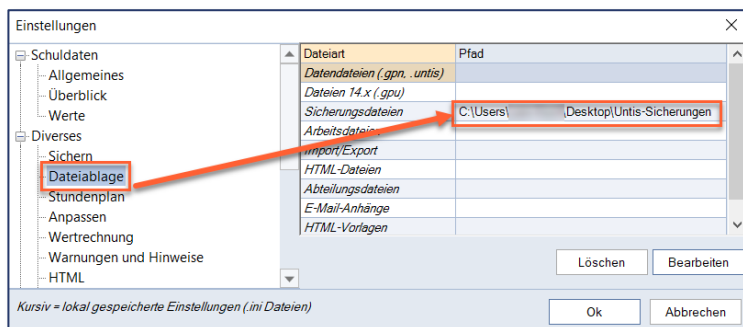 Einstellungen
Schuldaten
Allgemeines
Überblick
Werte
Diverses
Sichern
Dateiablage
Stundenplan
Anpassen
Wertrechnung
Warnungen und Hinweise
HTML
Dateiart Pfad
Datendateien (.gpn, .untis)
Dateien 14.x (.gpu)
Sicherungsdateien C:\Users\ \Desktop\Untis-Sicherungen
Arbeitsdateien
Import/Export
HTML-Dateien
Abteilungsdateien
E-Mail-Anhänge
HTML-Vorlagen
Löschen Bearbeiten
Kursiv = lokal gespeicherte Einstellungen (.ini Dateien)
Ok Abbrechen